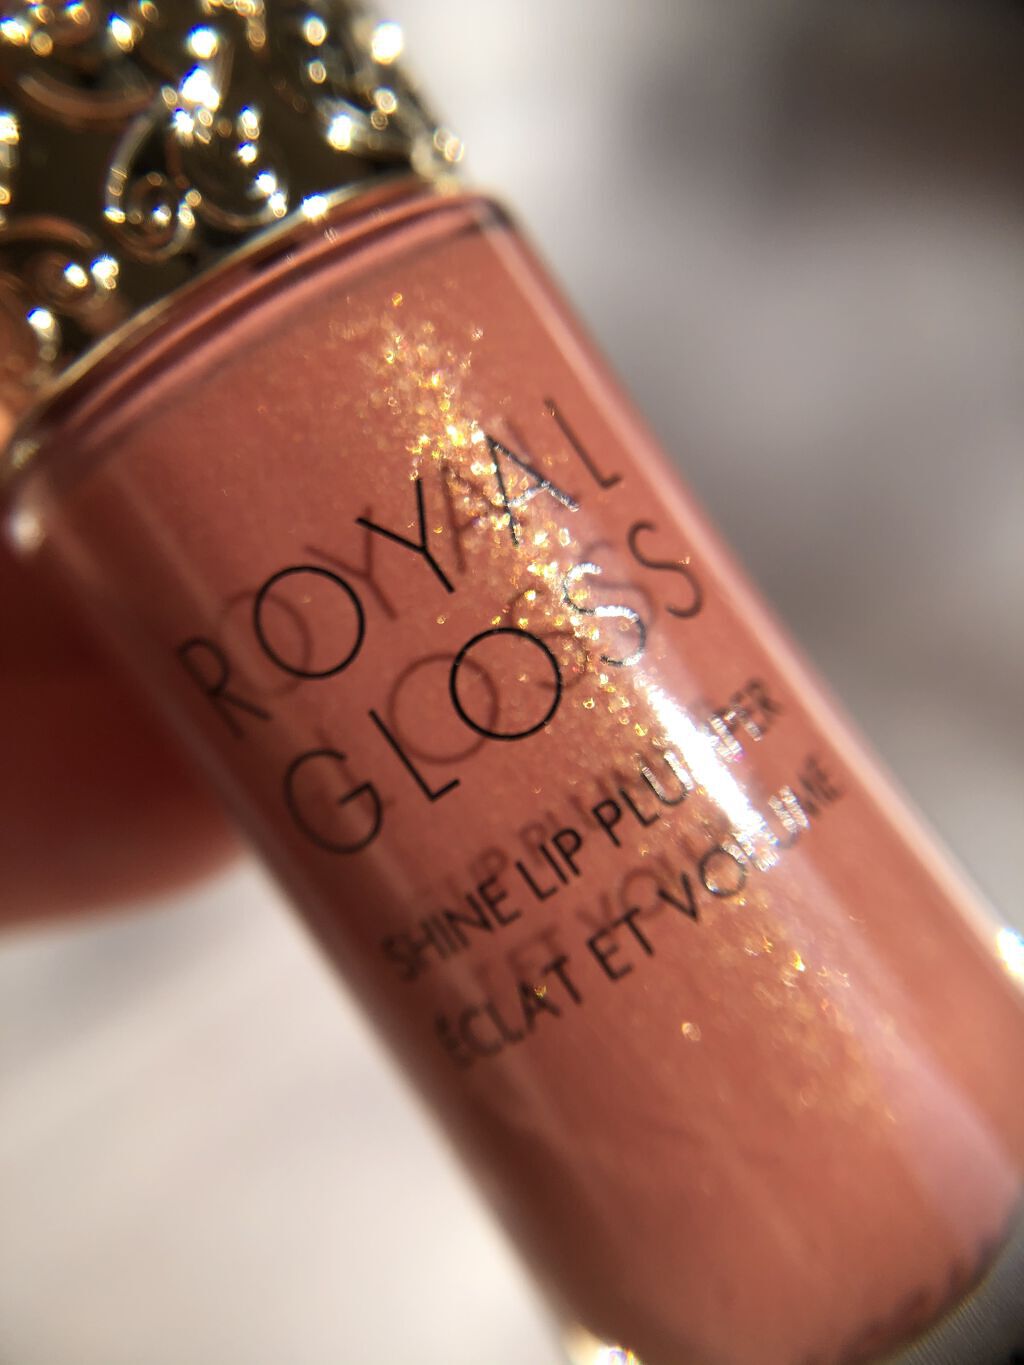 ROYAL
GLOSS
SHINE LIP PLUMPER
ÉCLAT ET VOLUME